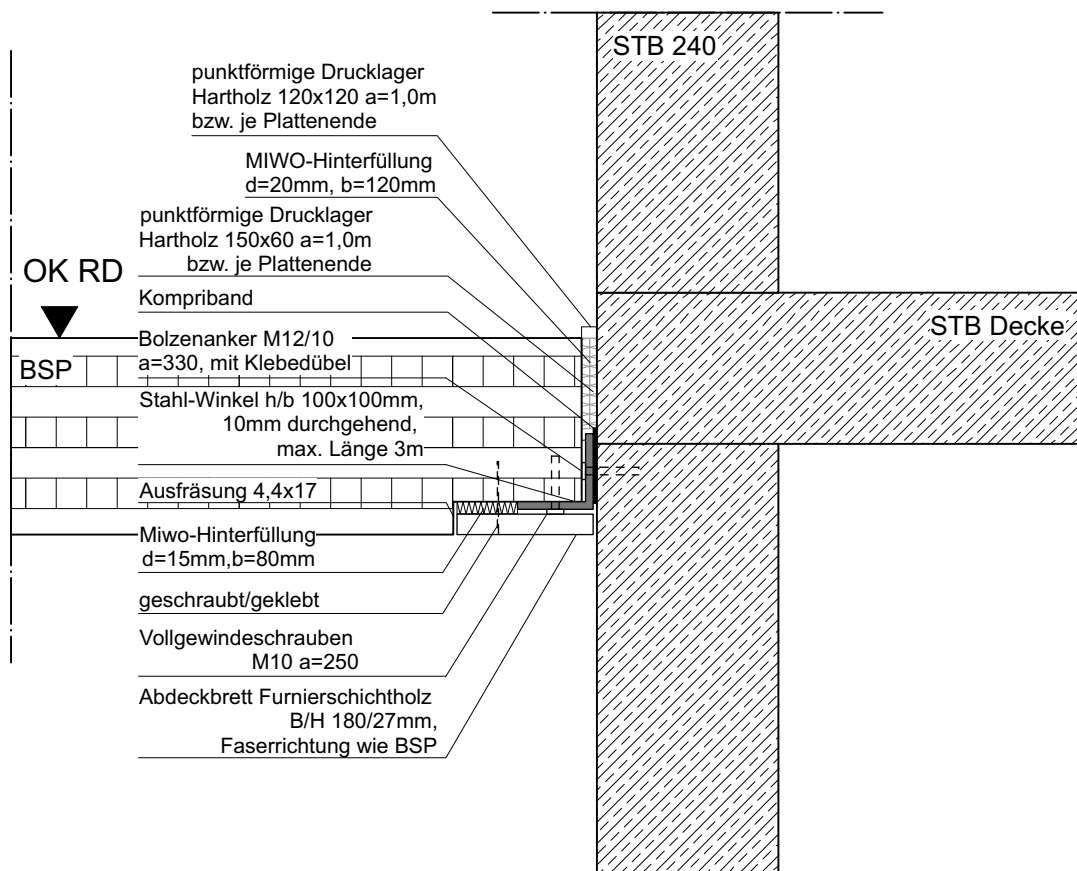 STB 240
punktförmige Drucklager
Hartholz 120x120 a=1,0m
bzw. je Plattenende
MIWO-Hinterfüllung
d=20mm, b=120mm
punktförmige Drucklager
Hartholz 150x60 a=1,0m
bzw. je Plattenende
OK RD
Kompriband
STB Decke
Bolzenanker M12/10
a=330, mit Klebedübel
BSP
Stahl-Winkel h/b 100x100mm,
10mm durchgehend,
max. Länge 3m
Ausfräsung 4,4x17
Miwo-Hinterfüllung
d=15mm,b=80mm
geschraubt/geklebt
Vollgewindeschrauben
M10 a=250
Abdeckbrett Furnierschichtholz
B/H 180/27mm,
Faserrichtung wie BSP